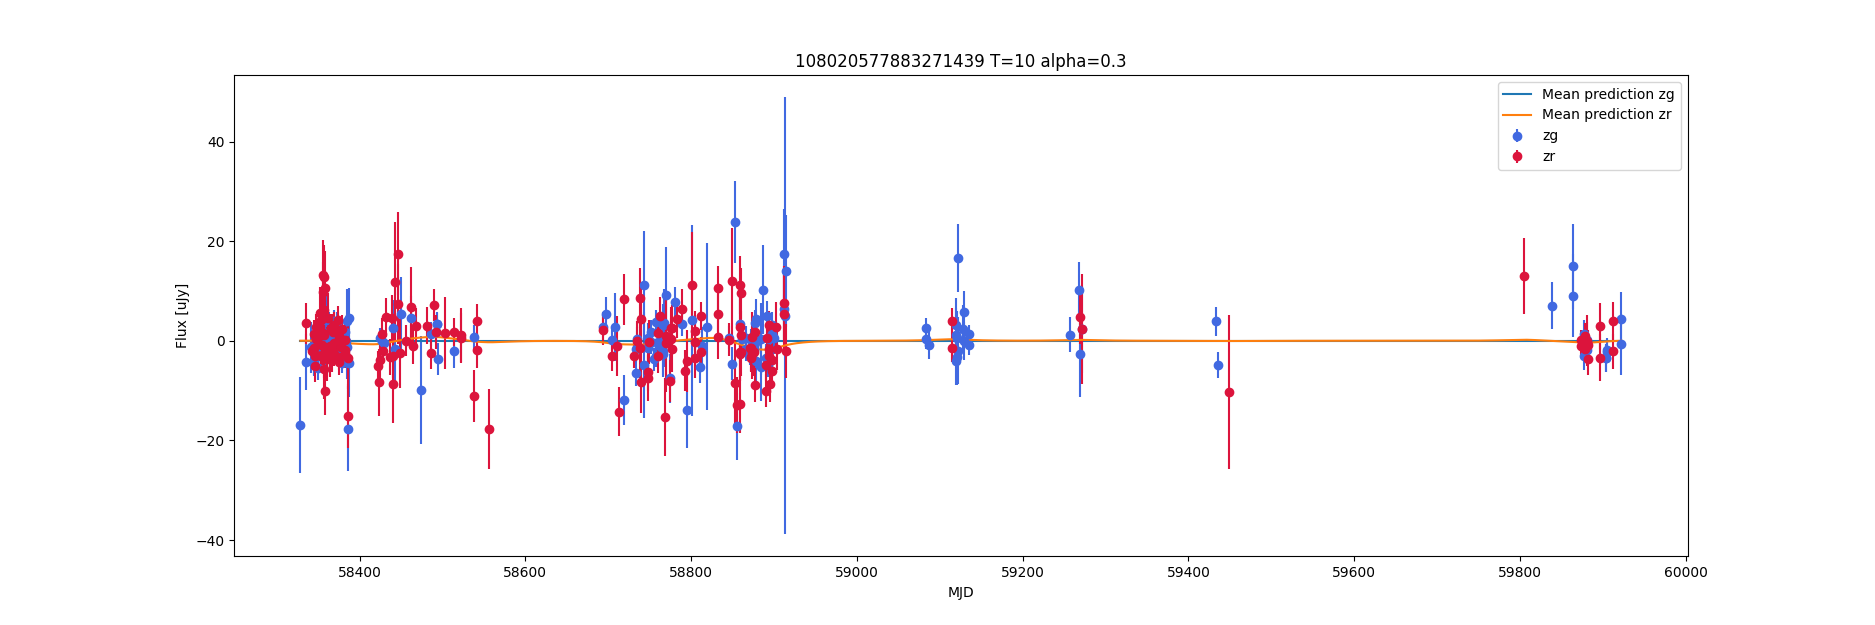 108020577883271439 T=10 alpha=0.3
Mean prediction zg
Mean prediction zr
zg
zr
Flux [uJy]
40
20
0
−20
−40
58400
58600
58800
59000
59200
59400
59600
59800
60000
MJD